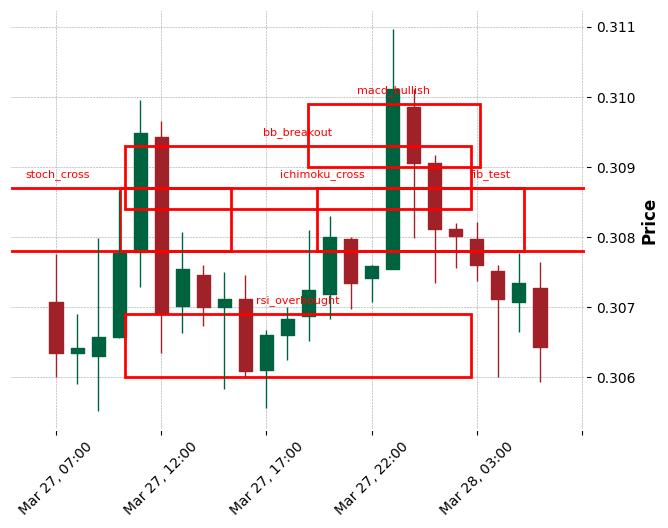 0.311
macd_bullish
0.310
bb_breakout
0.309
stoch_cross
ichimoku_cross
fib_test
0.308
rsi_overbought
0.307
0.306
Price
Mar 27, 07:00
Mar 27, 12:00
Mar 27, 17:00
Mar 27, 22:00
Mar 28, 03:00